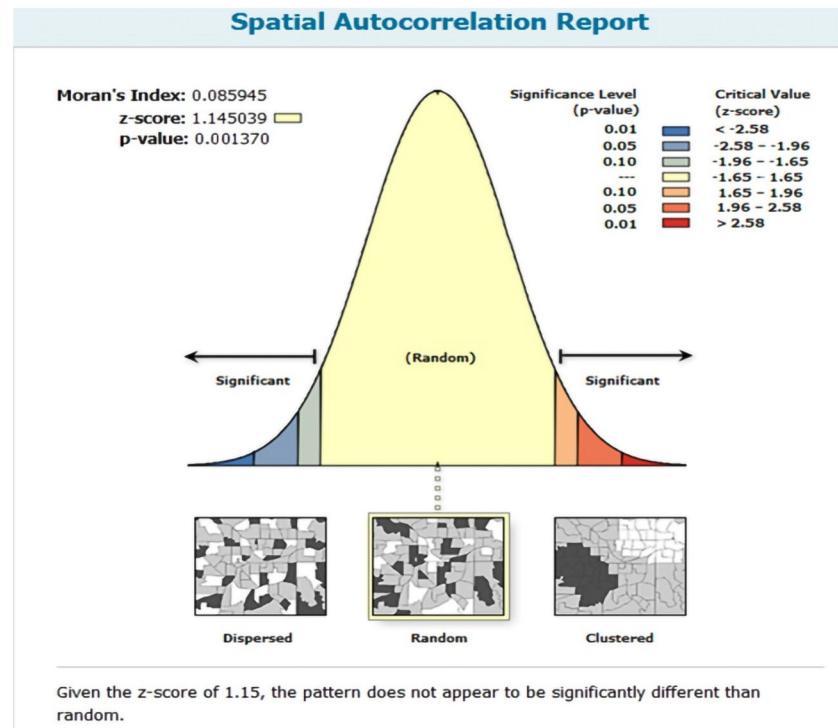 Spatial Autocorrelation Report
Moran's Index: 0.085945
z-score: 1.145039
p-value: 0.001370
Significance Level Critical Value
(p-value) (z-score)
0.01 < -2.58
0.05 -2.58 – -1.96
0.10 -1.96 – -1.65
--- -1.65 – 1.65
0.10 1.65 – 1.96
0.05 1.96 – 2.58
0.01 > 2.58
(Random)
Significant Significant
Dispersed Random Clustered
Given the z-score of 1.15, the pattern does not appear to be significantly different than
random.